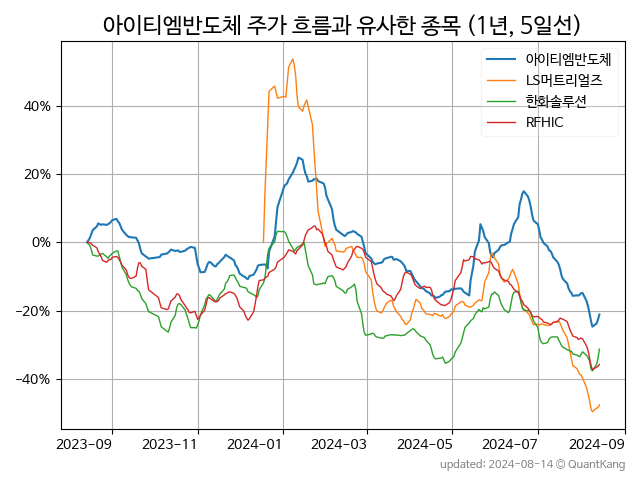 아이티엠반도체 주가 흐름과 유사한 종목 (1년, 5일선)
아이티엠반도체
LS머트리얼즈
한화솔루션
RFHIC
40%
20%
0%
−20%
−40%
2023-09 2023-11 2024-01 2024-03 2024-05 2024-07 2024-09
updated: 2024-08-14 © QuantKang